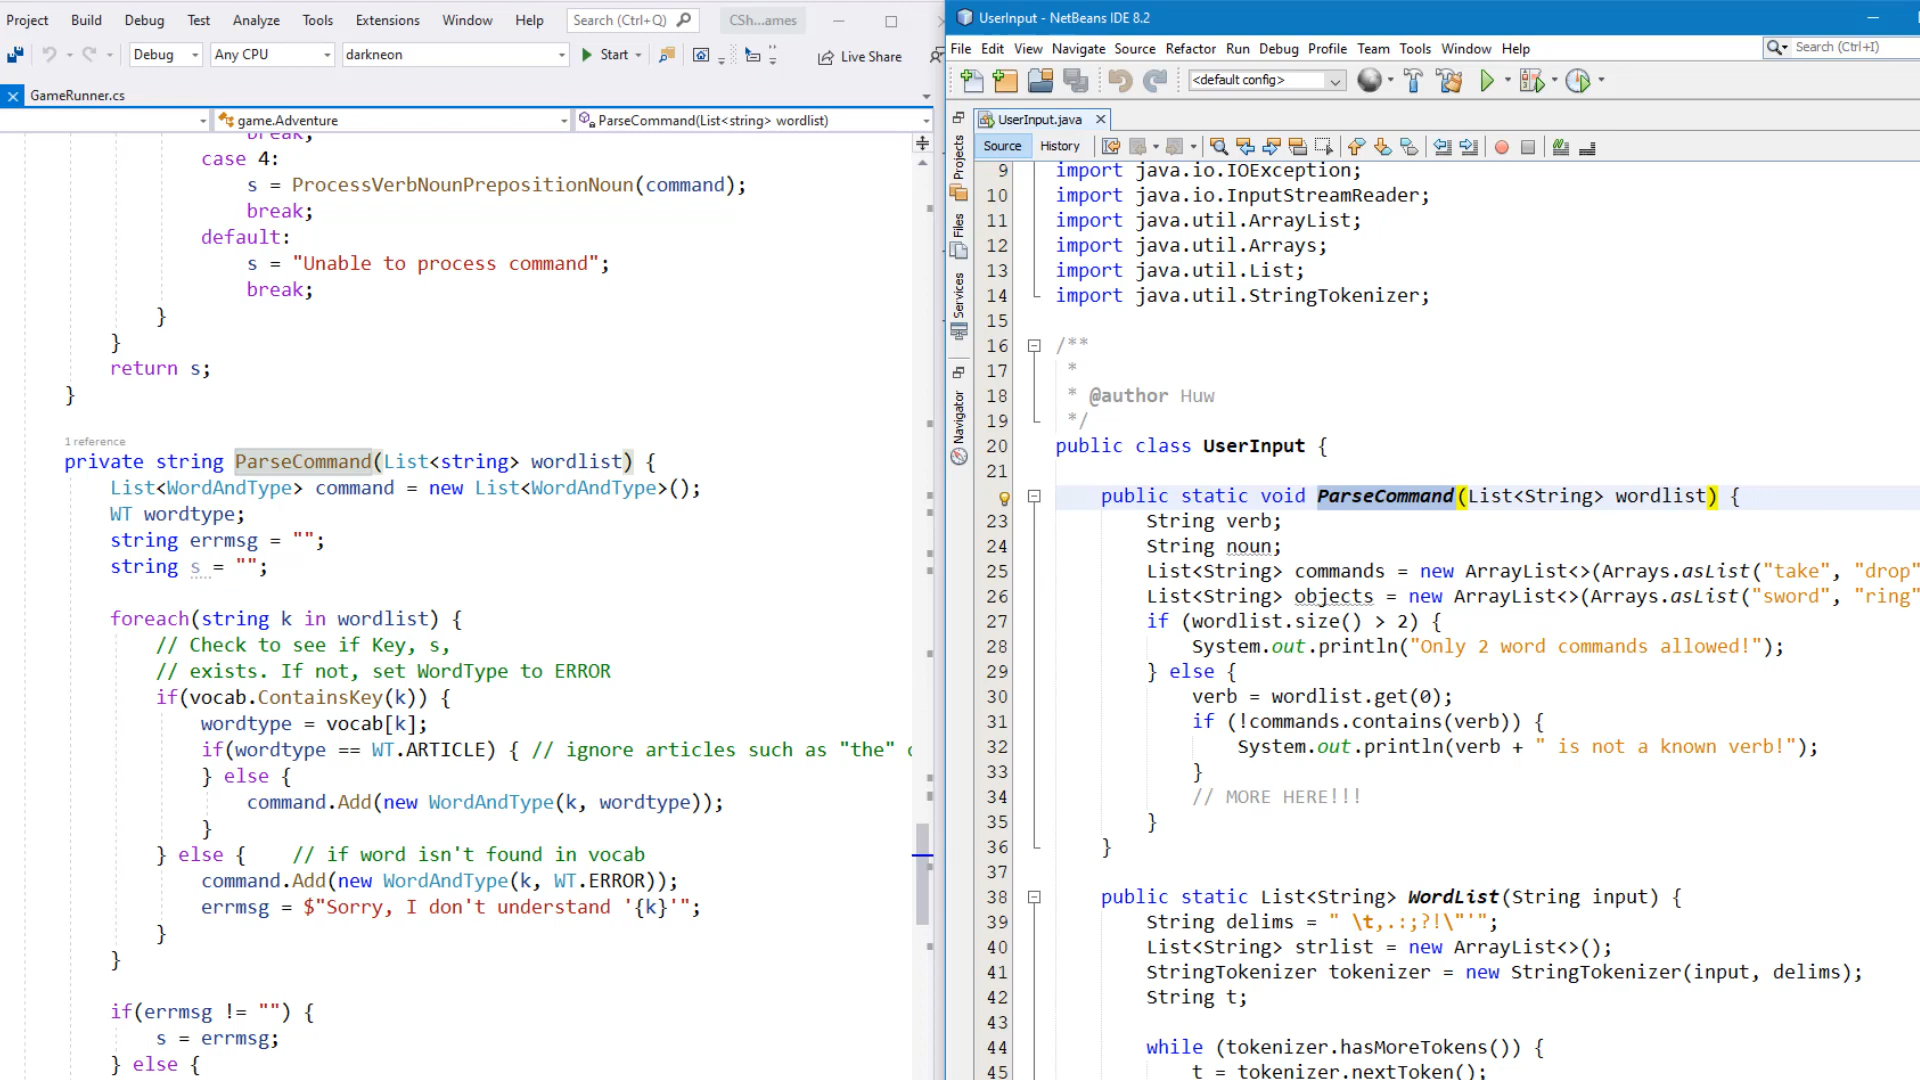 Project Build Debug Test Analyze Tools Extensions Window Help Search (Ctrl+Q) CSh...ames
Debug Any CPU darkneon Start Live Share
GameRunner.cs
game.Adventure ParseCommand(List<string> wordlist)
break;
case 4:
s = ProcessVerbNounPrepositionNoun(command);
break;
default:
s = "Unable to process command";
break;
}
}
return s;
}
1 reference
private string ParseCommand(List<string> wordlist) {
List<WordAndType> command = new List<WordAndType>();
WT wordtype;
string errmsg = "";
string s = "";
foreach(string k in wordlist) {
// Check to see if Key, s,
// exists. If not, set WordType to ERROR
if(vocab.ContainsKey(k)) {
wordtype = vocab[k];
if(wordtype == WT.ARTICLE) { // ignore articles such as "the"
} else {
command.Add(new WordAndType(k, wordtype));
}
} else { // if word isn't found in vocab
command.Add(new WordAndType(k, WT.ERROR));
errmsg = $"Sorry, I don't understand '{k}'";
}
}
if(errmsg != "") {
s = errmsg;
} else {
UserInput - NetBeans IDE 8.2
File Edit View Navigate Source Refactor Run Debug Profile Team Tools Window Help Search (Ctrl+I)
<default config>
UserInput.java
Source History
Projects
Files
Services
Navigator
9 import java.io.IOException;
10 import java.io.InputStreamReader;
11 import java.util.ArrayList;
12 import java.util.Arrays;
13 import java.util.List;
14 import java.util.StringTokenizer;
15
16 /**
17 *
18 * @author Huw
19 */
20 public class UserInput {
21
public static void ParseCommand(List<String> wordlist) {
23 String verb;
24 String noun;
25 List<String> commands = new ArrayList<>(Arrays.asList("take", "drop"
26 List<String> objects = new ArrayList<>(Arrays.asList("sword", "ring"
27 if (wordlist.size() > 2) {
28 System.out.println("Only 2 word commands allowed!");
29 } else {
30 verb = wordlist.get(0);
31 if (!commands.contains(verb)) {
32 System.out.println(verb + " is not a known verb!");
33 }
34 // MORE HERE!!!
35 }
36 }
37
38 public static List<String> WordList(String input) {
39 String delims = " \t,.:;?!\"'";
40 List<String> strlist = new ArrayList<>();
41 StringTokenizer tokenizer = new StringTokenizer(input, delims);
42 String t;
43
44 while (tokenizer.hasMoreTokens()) {
45 t = tokenizer.nextToken();